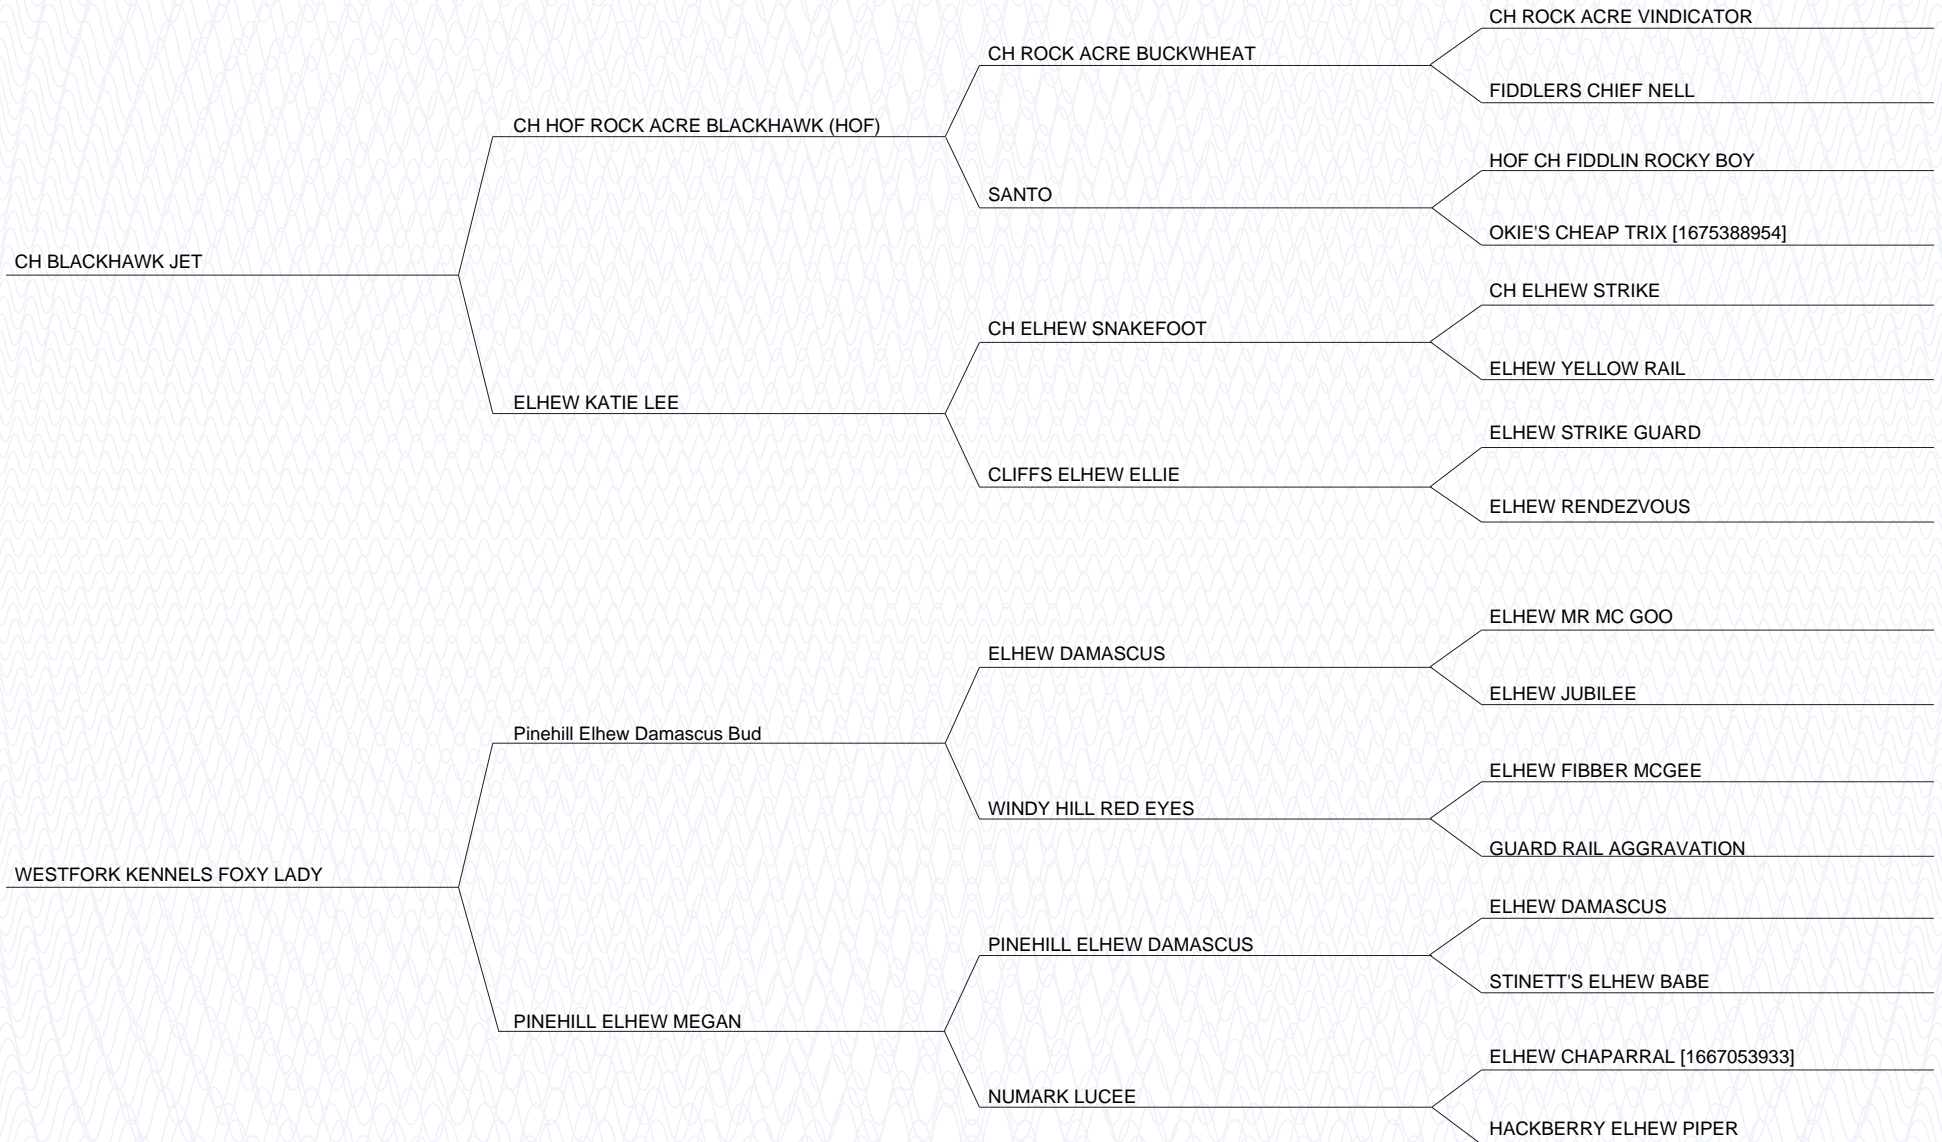 CH BLACKHAWK JET
CH HOF ROCK ACRE BLACKHAWK (HOF)
CH ROCK ACRE BUCKWHEAT
CH ROCK ACRE VINDICATOR
FIDDLERS CHIEF NELL
SANTO
HOF CH FIDDLIN ROCKY BOY
OKIE'S CHEAP TRIX [1675388954]
ELHEW KATIE LEE
CH ELHEW SNAKEFOOT
CH ELHEW STRIKE
ELHEW YELLOW RAIL
CLIFFS ELHEW ELLIE
ELHEW STRIKE GUARD
ELHEW RENDEZVOUS
WESTFORK KENNELS FOXY LADY
Pinehill Elhew Damascus Bud
ELHEW DAMASCUS
ELHEW MR MC GOO
ELHEW JUBILEE
WINDY HILL RED EYES
ELHEW FIBBER MCGEE
GUARD RAIL AGGRAVATION
PINEHILL ELHEW MEGAN
PINEHILL ELHEW DAMASCUS
ELHEW DAMASCUS
STINETT'S ELHEW BABE
NUMARK LUCEE
ELHEW CHAPARRAL [1667053933]
HACKBERRY ELHEW PIPER